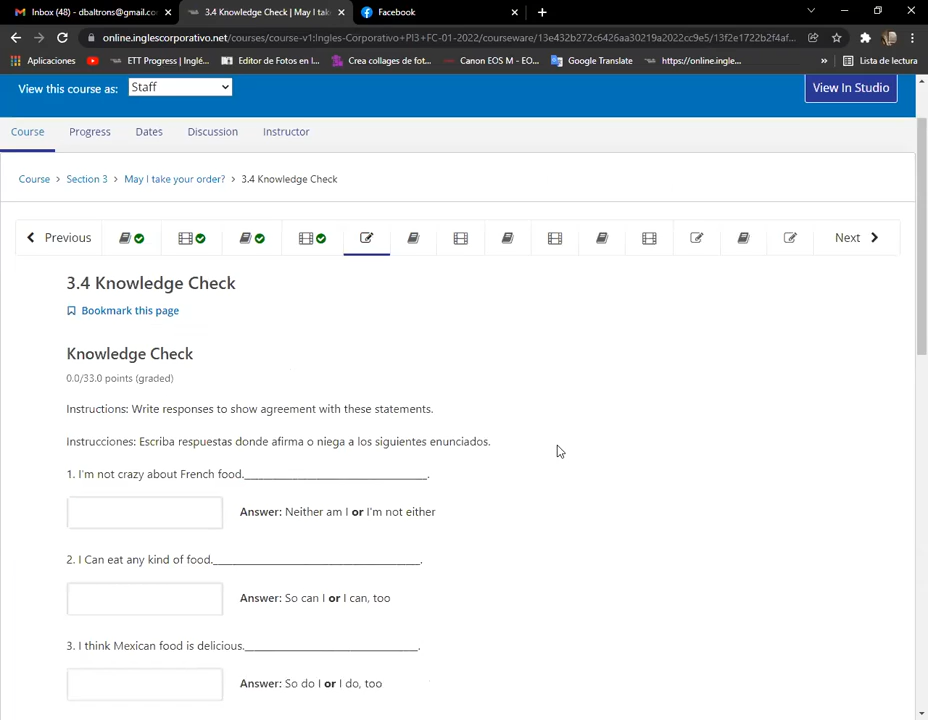 Inbox (48) - dbaltrons@gmail.co
3.4 Knowledge Check | May I tak
Facebook
online.inglescorporativo.net/courses/course-v1:Ingles-Corporativo+PI3+FC-01-2022/courseware/13e432b272c6426aa30219a2022cc9e5/13f2e1722b2f4af...
Aplicaciones
ETT Progress | Inglé...
Editor de Fotos en l...
Crea collages de fot...
Canon EOS M - EO...
Google Translate
https://online.ingle...
»
Lista de lectura
View this course as:
Staff
View In Studio
Course
Progress
Dates
Discussion
Instructor
Course > Section 3 > May I take your order? > 3.4 Knowledge Check
Previous
Next
3.4 Knowledge Check
Bookmark this page
Knowledge Check
0.0/33.0 points (graded)
Instructions: Write responses to show agreement with these statements.
Instrucciones: Escriba respuestas donde afirma o niega a los siguientes enunciados.
1. I'm not crazy about French food.______________________________.
Answer: Neither am I or I'm not either
2. I Can eat any kind of food.__________________________________.
Answer: So can I or I can, too
3. I think Mexican food is delicious.____________________________.
Answer: So do I or I do, too